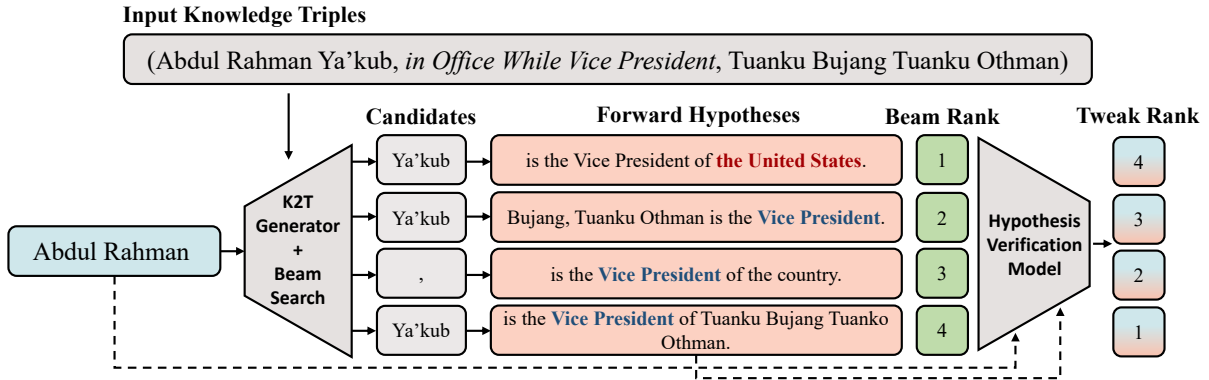 Input Knowledge Triples
(Abdul Rahman Ya'kub, in Office While Vice President, Tuanku Bujang Tuanku Othman)
Candidates
Forward Hypotheses
Beam Rank
Tweak Rank
Abdul Rahman
K2T
Generator
+
Beam
Search
Ya'kub
is the Vice President of the United States.
1
Ya'kub
Bujang, Tuanku Othman is the Vice President.
2
,
is the Vice President of the country.
3
Ya'kub
is the Vice President of Tuanku Bujang Tuanko
Othman.
4
Hypothesis
Verification
Model
4
3
2
1